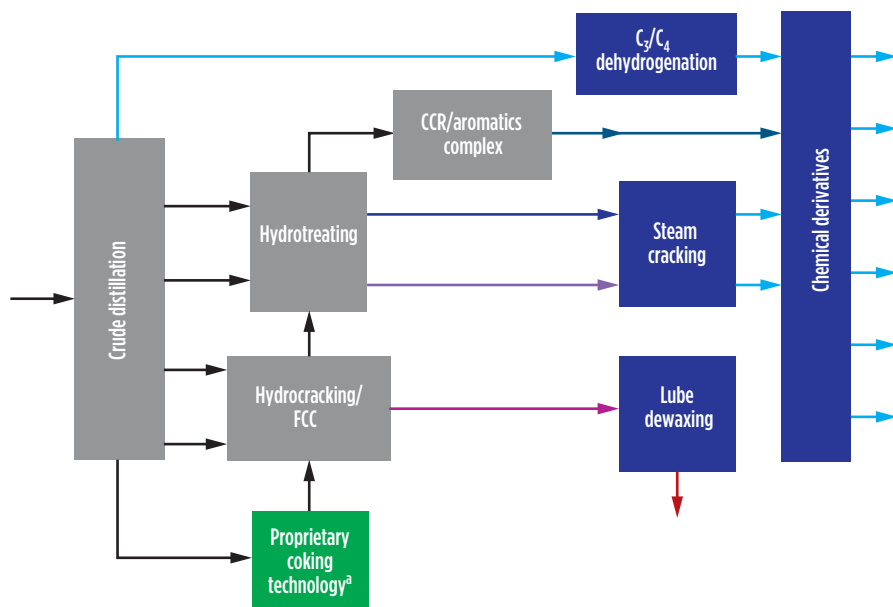 C₃/C₄
dehydrogenation
CCR/aromatics
complex
Crude distillation
Hydrotreating
Steam
cracking
Chemical derivatives
Hydrocracking/
FCC
Lube
dewaxing
Proprietary
coking
technologyᵃ